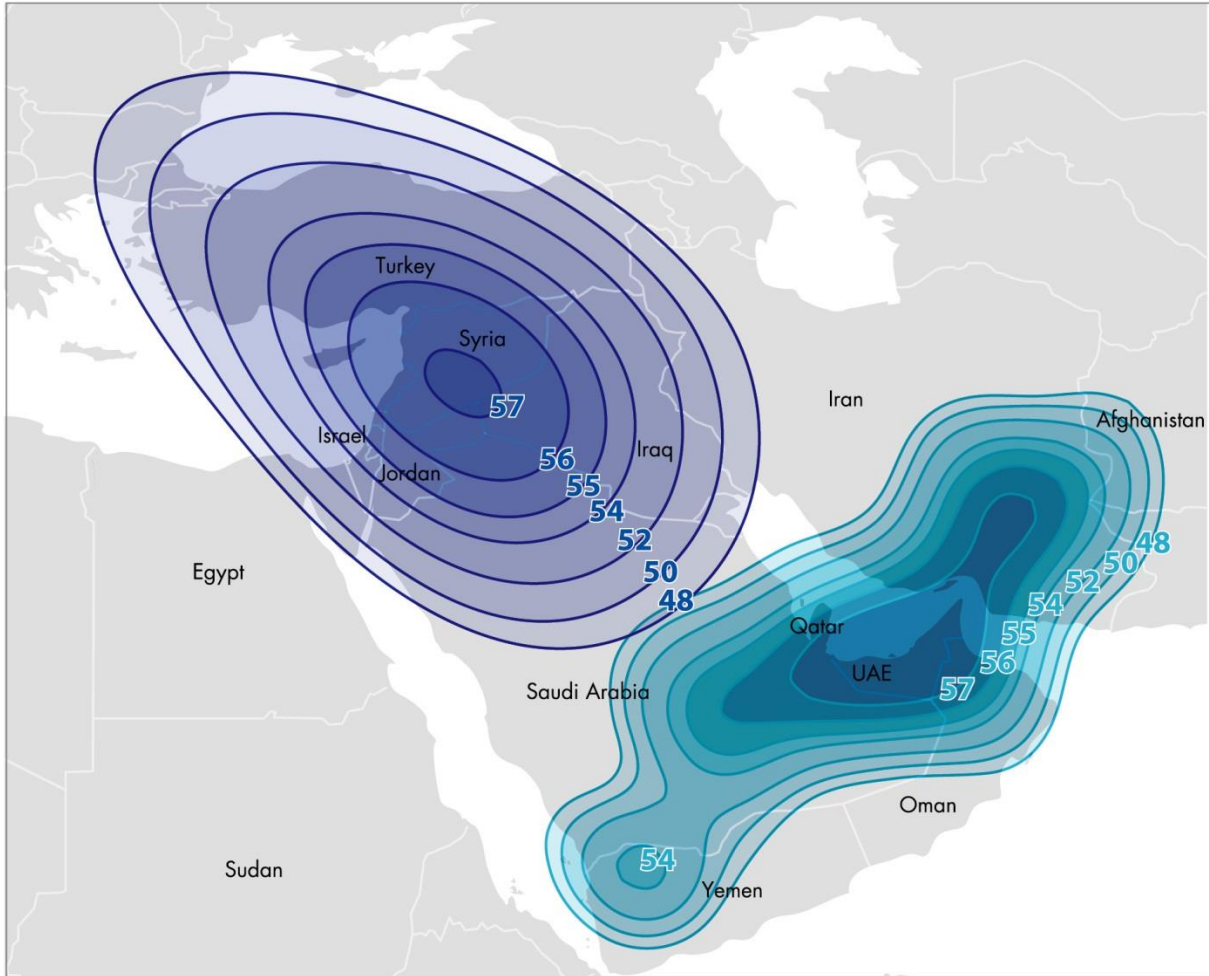 Turkey
Syria
57
Iran
Afghanistan
Israel
Iraq
56
Jordan
55
54
52
50
48
48
50
52
54
55
56
57
Egypt
Qatar
UAE
Saudi Arabia
Oman
54
Yemen
Sudan